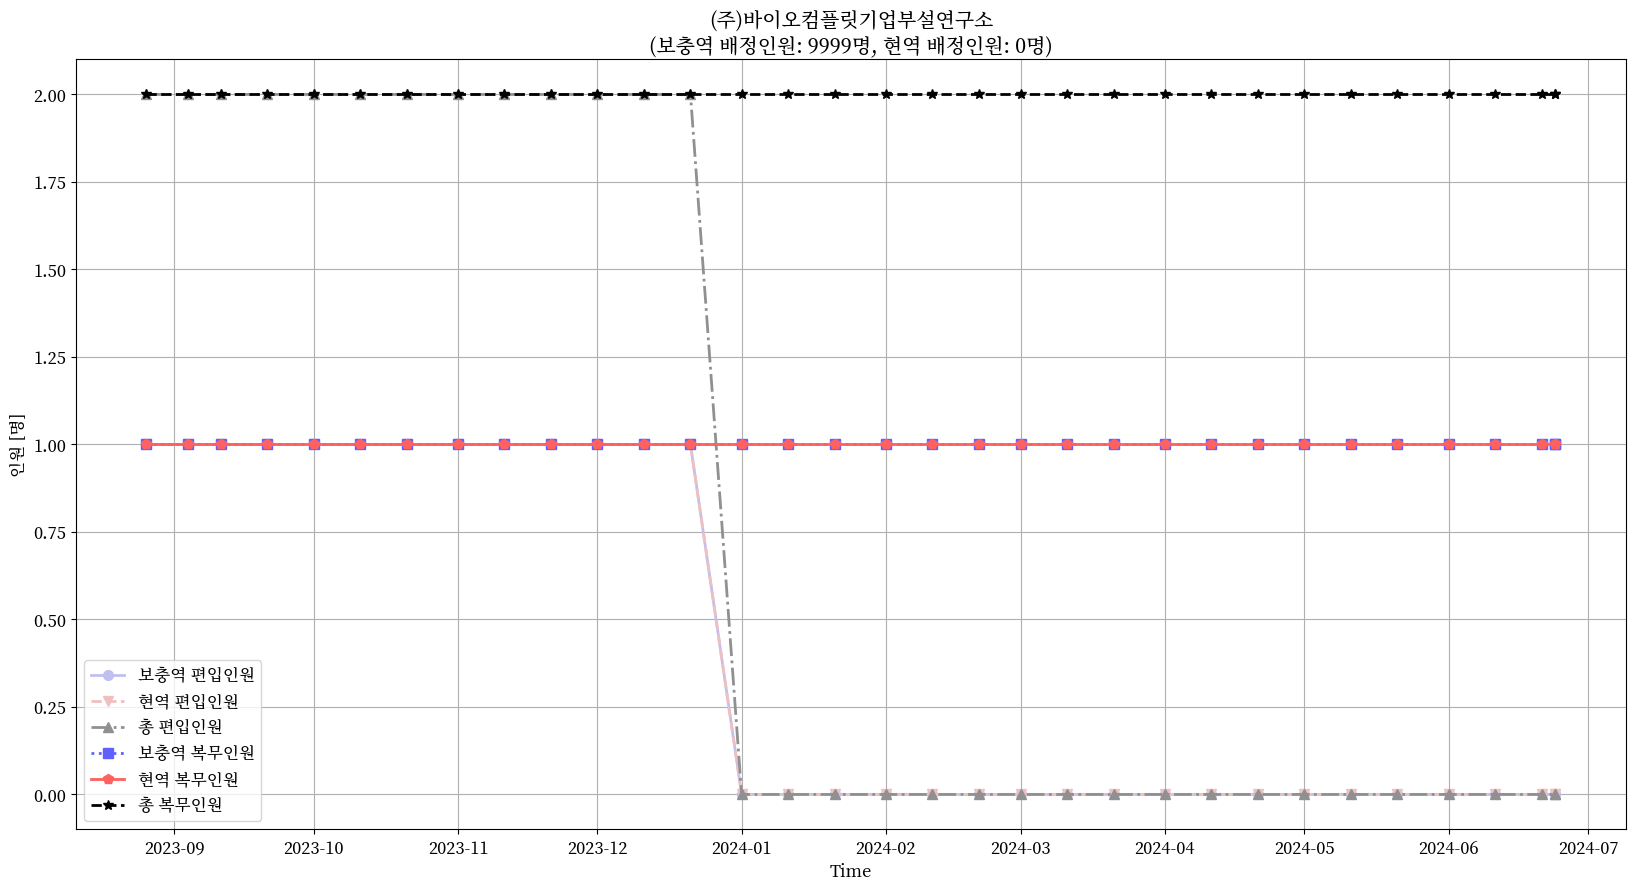 (주)바이오컴플릿기업부설연구소
(보충역 배정인원: 9999명, 현역 배정인원: 0명)
2.00
1.75
1.50
1.25
1.00
0.75
0.50
0.25
0.00
인원 [명]
보충역 편입인원
현역 편입인원
총 편입인원
보충역 복무인원
현역 복무인원
총 복무인원
2023-09
2023-10
2023-11
2023-12
2024-01
2024-02
2024-03
2024-04
2024-05
2024-06
2024-07
Time